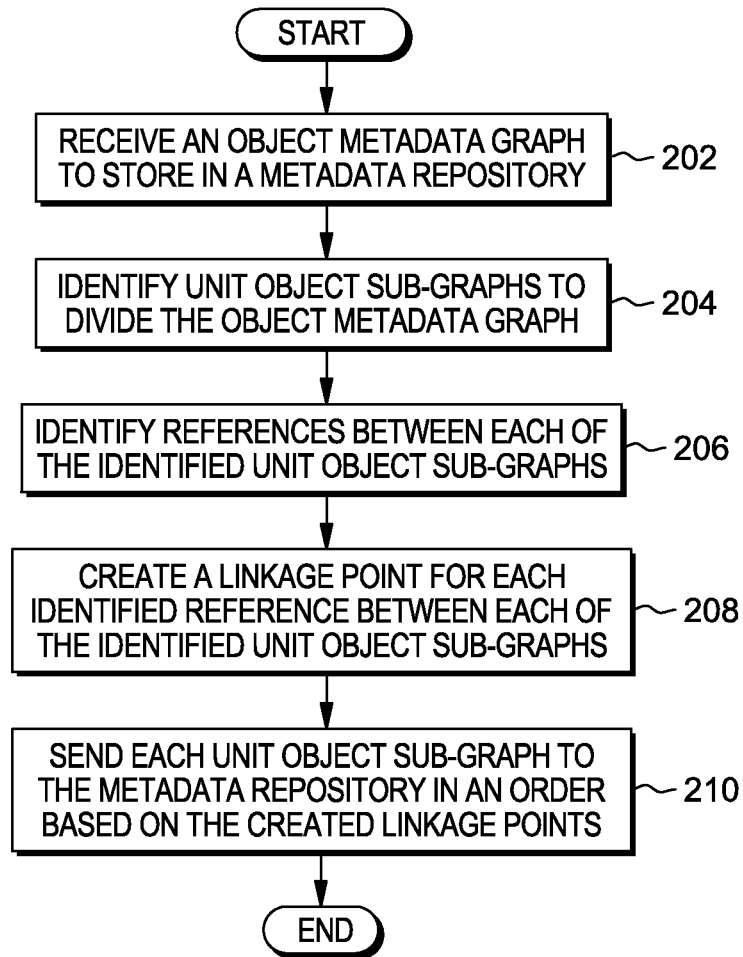 START
RECEIVE AN OBJECT METADATA GRAPH
TO STORE IN A METADATA REPOSITORY
202
IDENTIFY UNIT OBJECT SUB-GRAPHS TO
DIVIDE THE OBJECT METADATA GRAPH
204
IDENTIFY REFERENCES BETWEEN EACH OF
THE IDENTIFIED UNIT OBJECT SUB-GRAPHS
206
CREATE A LINKAGE POINT FOR EACH
IDENTIFIED REFERENCE BETWEEN EACH OF
THE IDENTIFIED UNIT OBJECT SUB-GRAPHS
208
SEND EACH UNIT OBJECT SUB-GRAPH TO
THE METADATA REPOSITORY IN AN ORDER
BASED ON THE CREATED LINKAGE POINTS
210
END